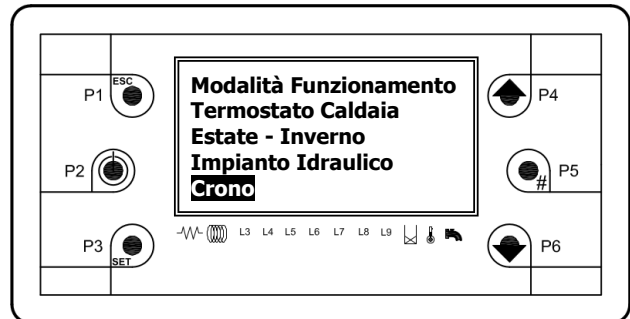 ESC
P1
P2
P3
SET
Modalità Funzionamento
Termostato Caldaia
Estate - Inverno
Impianto Idraulico
Crono
L3 L4 L5 L6 L7 L8 L9
P4
P5
#
P6